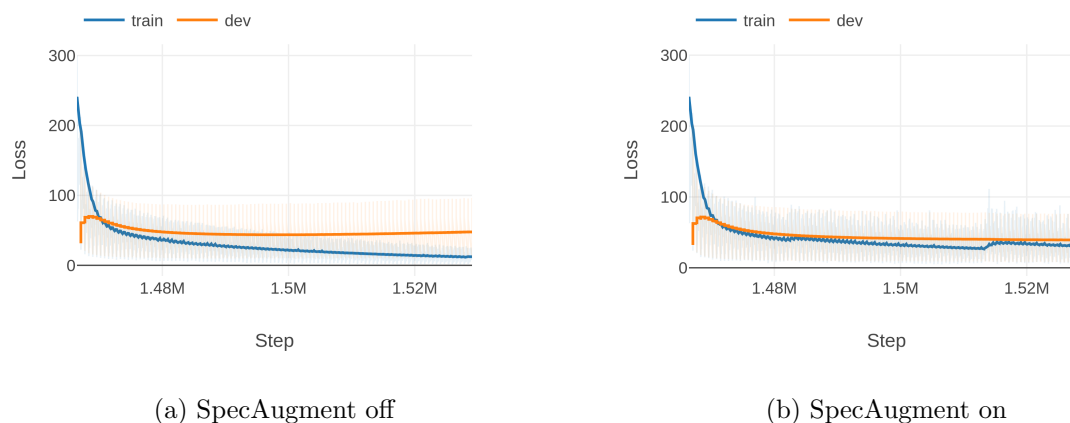 train dev
300
200
100
0
Loss
1.48M 1.5M 1.52M
Step
(a) SpecAugment off
train dev
300
200
100
0
Loss
1.48M 1.5M 1.52M
Step
(b) SpecAugment on